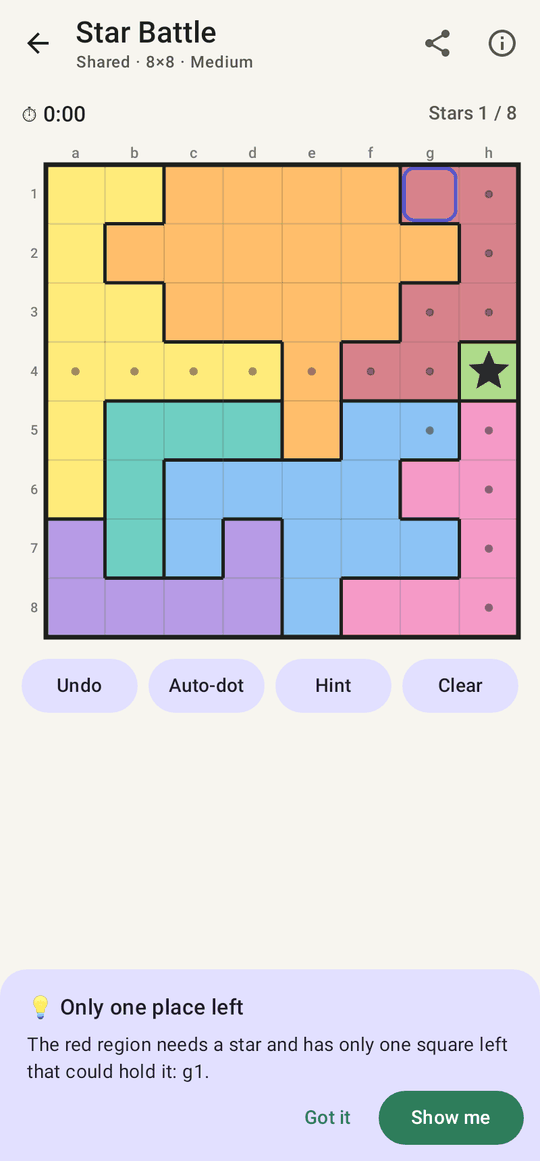 Star Battle
Shared · 8×8 · Medium
0:00
Stars 1 / 8
a b c d e f g h
1
2
3
4
5
6
7
8
Undo
Auto-dot
Hint
Clear
Only one place left
The red region needs a star and has only one square left
that could hold it: g1.
Got it
Show me